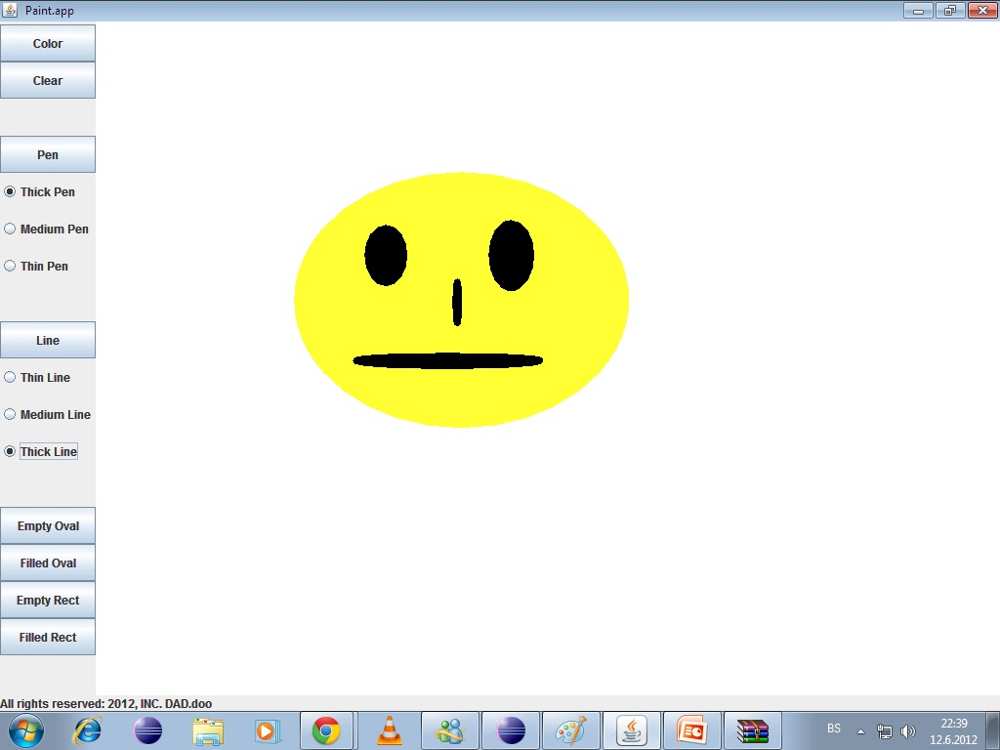 Paint.app
Color
Clear
Pen
Thick Pen
Medium Pen
Thin Pen
Line
Thin Line
Medium Line
Thick Line
Empty Oval
Filled Oval
Empty Rect
Filled Rect
All rights reserved: 2012, INC. DAD.doo
BS
22:39
12.6.2012